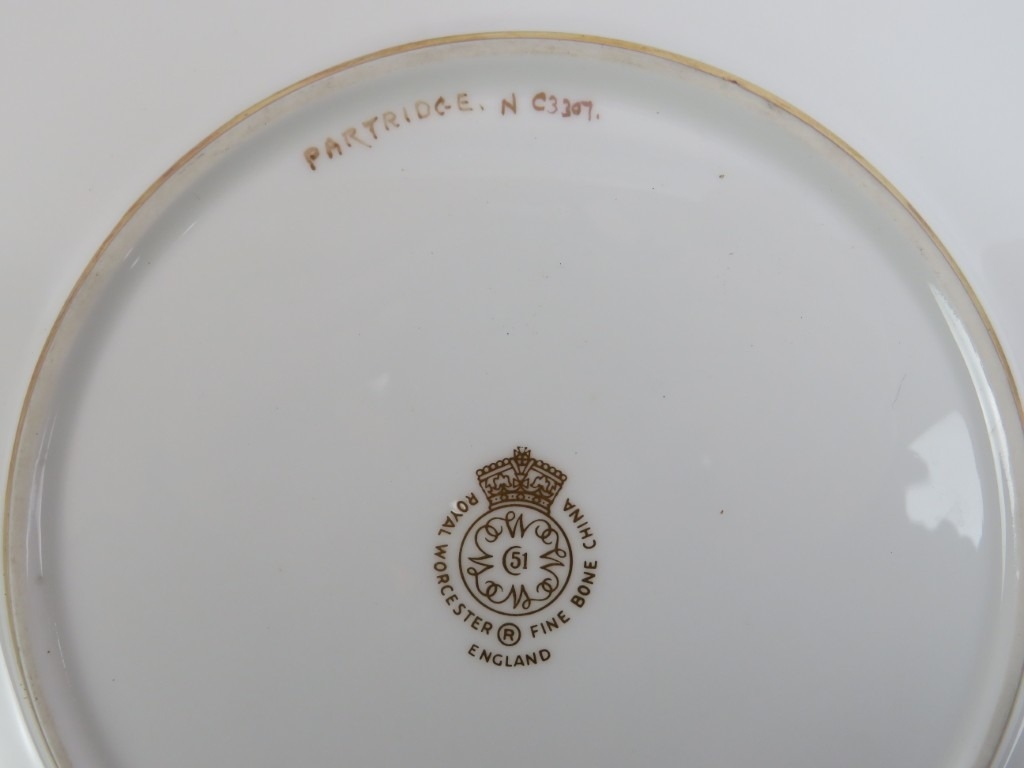 PARTRIDGE. N C3307.
ROYAL WORCESTER ® FINE BONE CHINA
51
ENGLAND